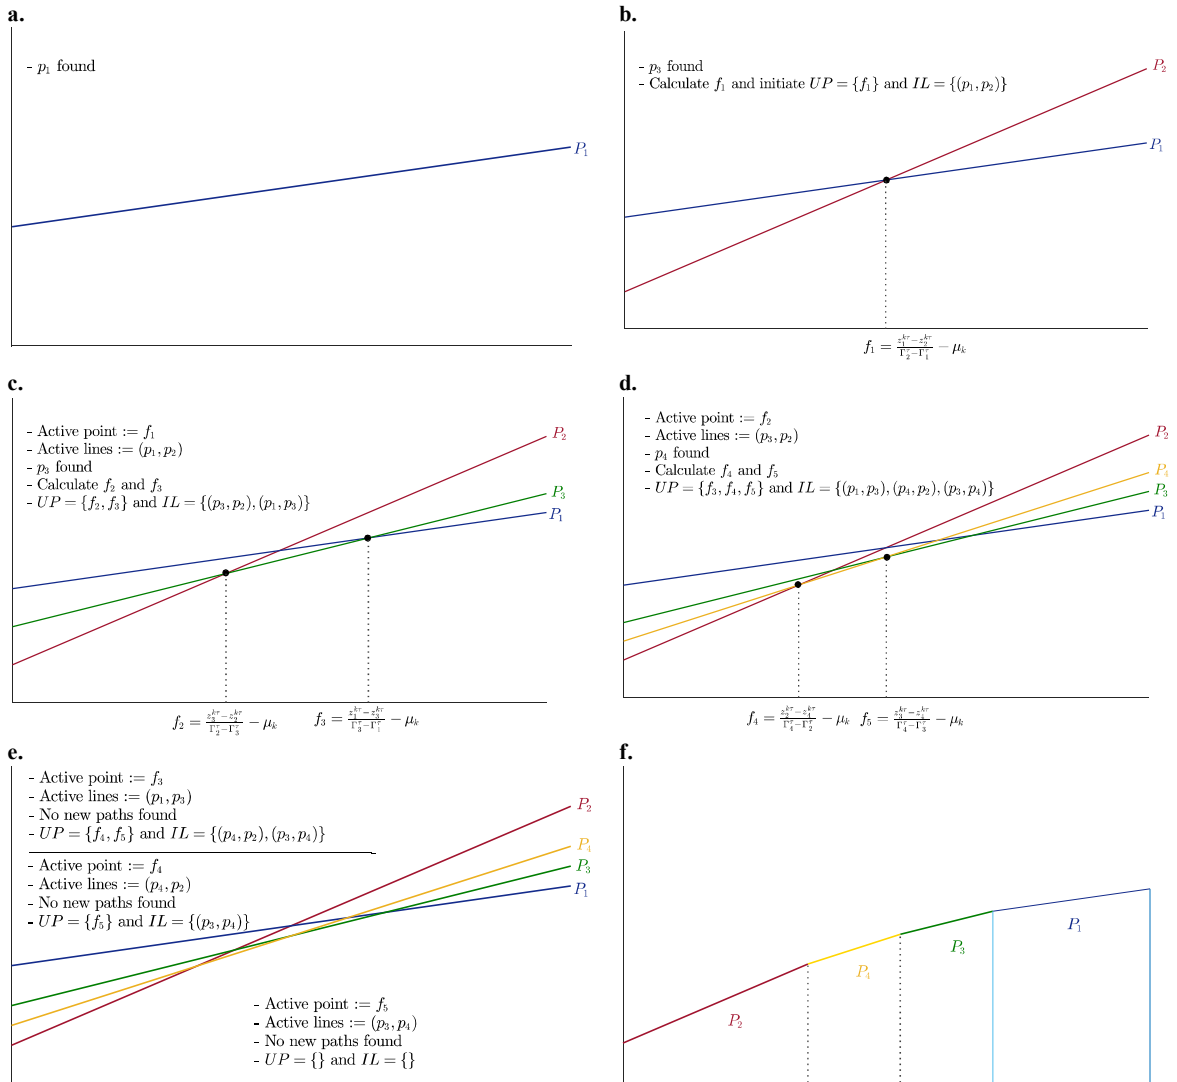 a.
- p₁ found
P₁
b.
- p₃ found
- Calculate f₁ and initiate UP = {f₁} and IL = {(p₁, p₂)}
P₂
P₁
f₁ = (z₁^{kτ} − z₂^{kτ}) / (Γ₂^τ − Γ₁^τ) − μₖ
c.
- Active point := f₁
- Active lines := (p₁, p₂)
- p₃ found
- Calculate f₂ and f₃
- UP = {f₂, f₃} and IL = {(p₃, p₂), (p₁, p₃)}
P₂
P₃
P₁
f₂ = (z₃^{kτ} − z₂^{kτ}) / (Γ₂^τ − Γ₃^τ) − μₖ
f₃ = (z₁^{kτ} − z₃^{kτ}) / (Γ₃^τ − Γ₁^τ) − μₖ
d.
- Active point := f₂
- Active lines := (p₃, p₂)
- p₄ found
- Calculate f₄ and f₅
- UP = {f₃, f₄, f₅} and IL = {(p₁, p₃), (p₄, p₂), (p₃, p₄)}
P₂
P₄
P₃
P₁
f₄ = (z₂^{kτ} − z₄^{kτ}) / (Γ₄^τ − Γ₂^τ) − μₖ
f₅ = (z₃^{kτ} − z₄^{kτ}) / (Γ₄^τ − Γ₃^τ) − μₖ
e.
- Active point := f₃
- Active lines := (p₁, p₃)
- No new paths found
- UP = {f₄, f₅} and IL = {(p₄, p₂), (p₃, p₄)}
- Active point := f₄
- Active lines := (p₄, p₂)
- No new paths found
- UP = {f₅} and IL = {(p₃, p₄)}
P₂
P₄
P₃
P₁
- Active point := f₅
- Active lines := (p₃, p₄)
- No new paths found
- UP = {} and IL = {}
f.
P₁
P₃
P₄
P₂